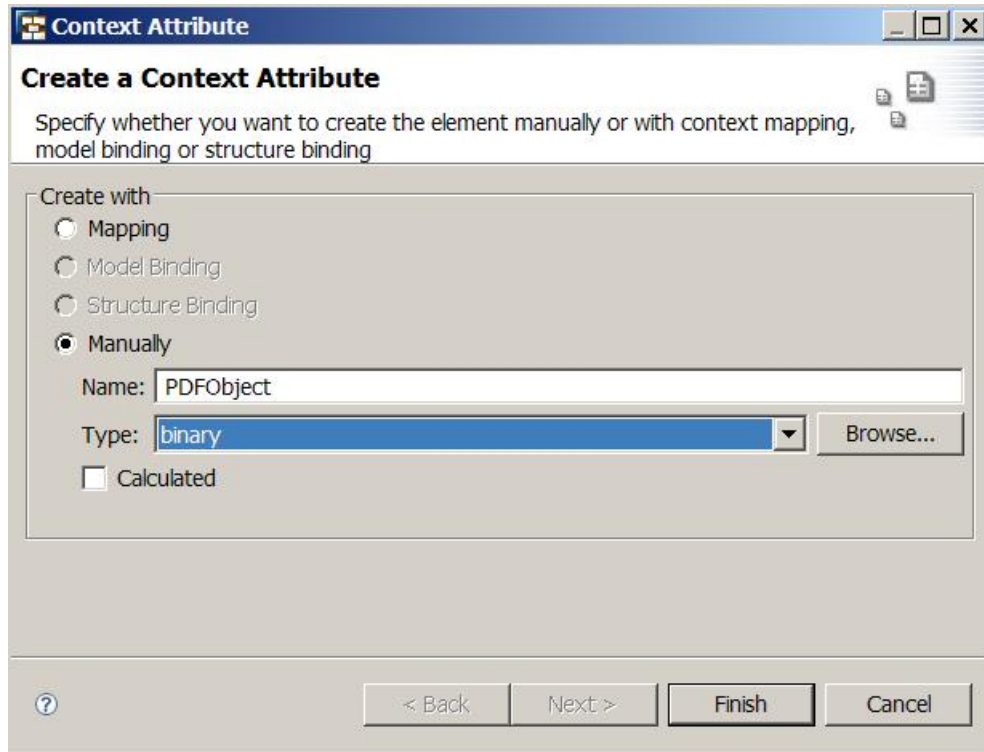 Context Attribute
Create a Context Attribute
Specify whether you want to create the element manually or with context mapping,
model binding or structure binding
Create with
Mapping
Model Binding
Structure Binding
Manually
Name: PDFObject
Type: binary Browse...
Calculated
? < Back Next > Finish Cancel